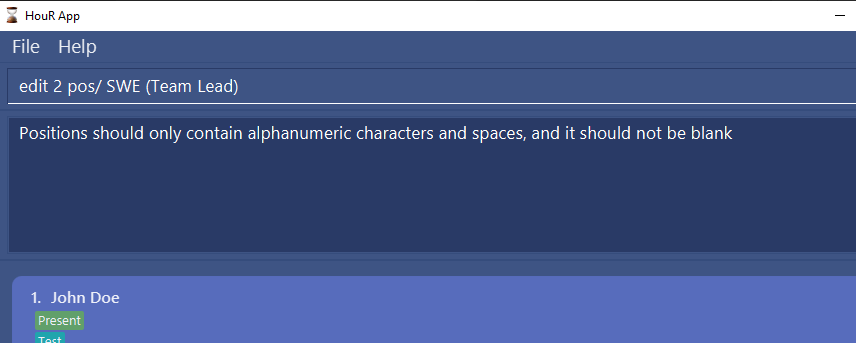 HouR App
File Help
edit 2 pos/ SWE (Team Lead)
Positions should only contain alphanumeric characters and spaces, and it should not be blank
1. John Doe
Present
Test